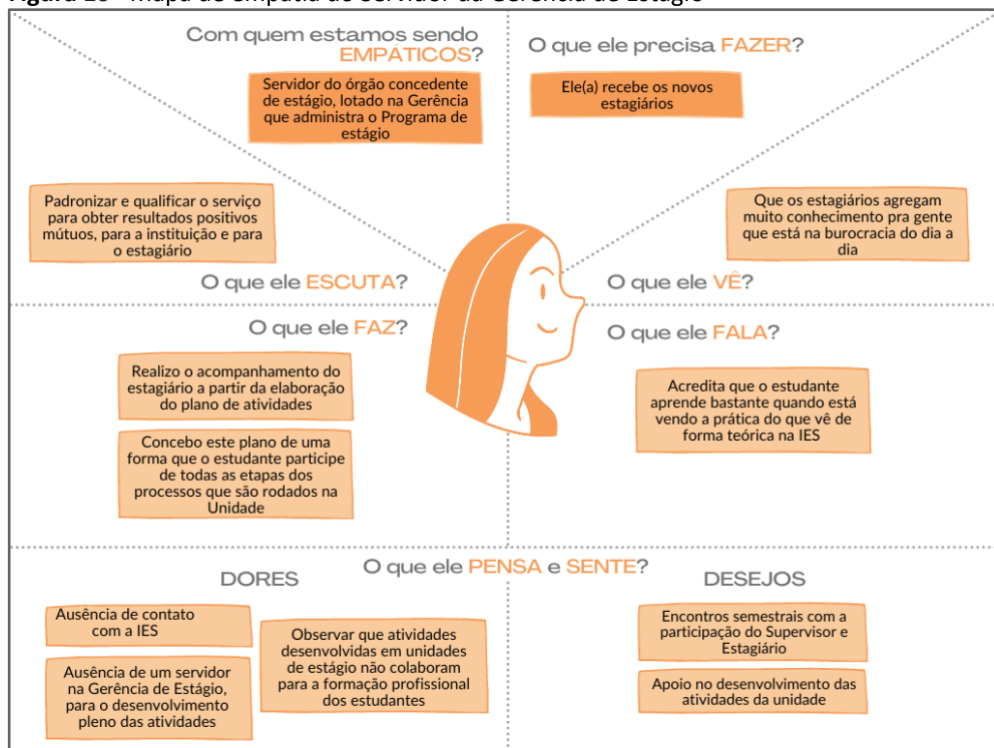 Com quem estamos sendo
EMPÁTICOS?
Servidor do órgão concedente
de estágio, lotado na Gerência
que administra o Programa de
estágio
O que ele precisa FAZER?
Ele(a) recebe os novos
estagiários
Padronizar e qualificar o serviço
para obter resultados positivos
mútuos, para a instituição e para
o estagiário
O que ele ESCUTA?
Que os estagiários agregam
muito conhecimento pra gente
que está na burocracia do dia a
dia
O que ele VÊ?
O que ele FAZ?
Realizo o acompanhamento do
estagiário a partir da elaboração
do plano de atividades
Concebo este plano de uma
forma que o estudante participe
de todas as etapas dos
processos que são rodados na
Unidade
O que ele FALA?
Acredita que o estudante
aprende bastante quando está
vendo a prática do que vê de
forma teórica na IES
O que ele PENSA e SENTE?
DORES
Ausência de contato
com a IES
Ausência de um servidor
na Gerência de Estágio,
para o desenvolvimento
pleno das atividades
Observar que atividades
desenvolvidas em unidades
de estágio não colaboram
para a formação profissional
dos estudantes
DESEJOS
Encontros semestrais com a
participação do Supervisor e
Estagiário
Apoio no desenvolvimento das
atividades da unidade